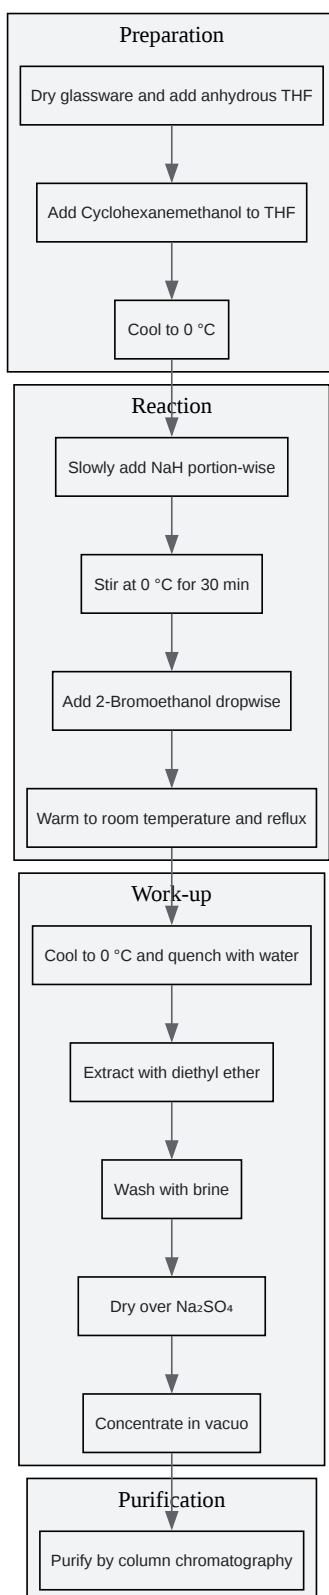 Preparation
Dry glassware and add anhydrous THF
Add Cyclohexanemethanol to THF
Cool to 0 °C
Reaction
Slowly add NaH portion-wise
Stir at 0 °C for 30 min
Add 2-Bromoethanol dropwise
Warm to room temperature and reflux
Work-up
Cool to 0 °C and quench with water
Extract with diethyl ether
Wash with brine
Dry over Na₂SO₄
Concentrate in vacuo
Purification
Purify by column chromatography